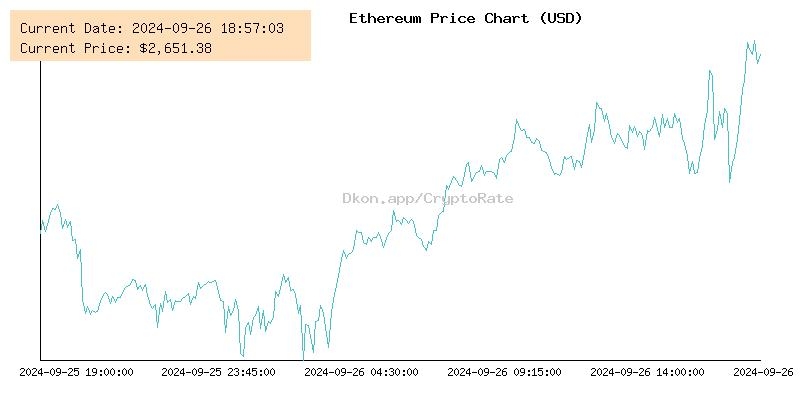 Ethereum Price Chart (USD)
Current Date: 2024-09-26 18:57:03
Current Price: $2,651.38
Dkon.app/CryptoRate
2024-09-25 19:00:00 2024-09-25 23:45:00 2024-09-26 04:30:00 2024-09-26 09:15:00 2024-09-26 14:00:00 2024-09-26